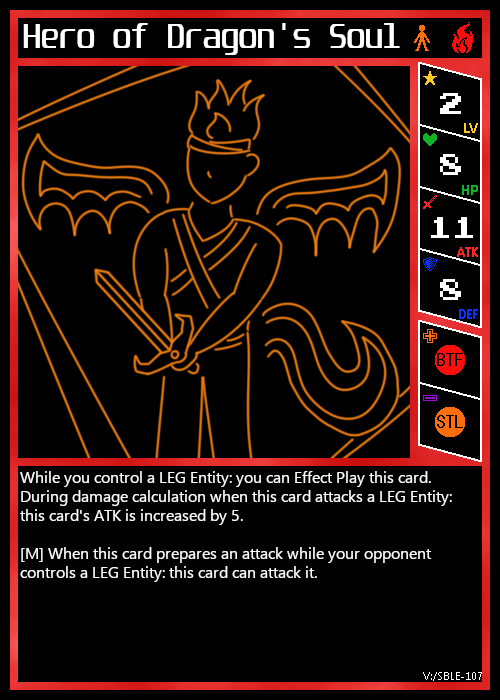 Hero of Dragon's Soul
2
LV
8
HP
11
ATK
8
DEF
BTF
STL
While you control a LEG Entity: you can Effect Play this card.
During damage calculation when this card attacks a LEG Entity:
this card's ATK is increased by 5.
[M] When this card prepares an attack while your opponent
controls a LEG Entity: this card can attack it.
V:/SBLE-107